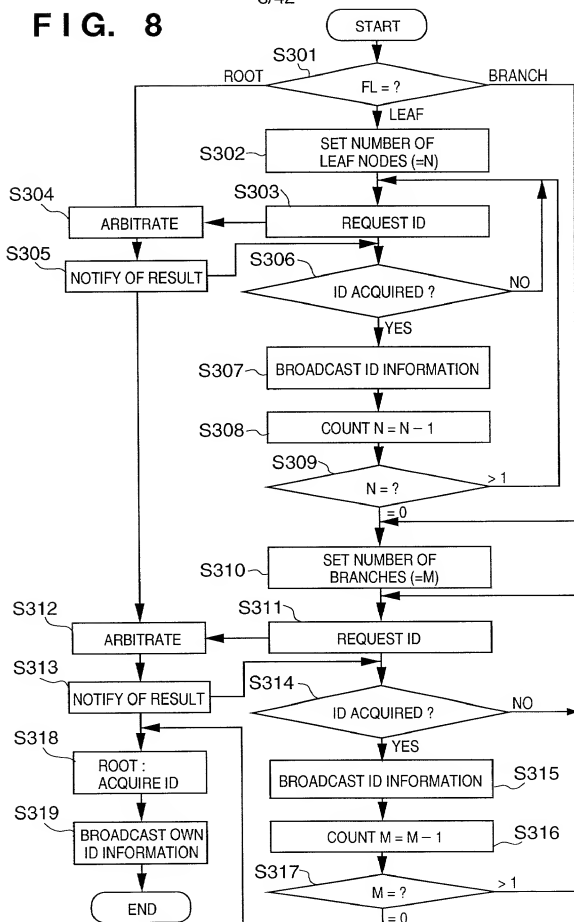 FIG. 8
START
S301
ROOT
FL = ?
BRANCH
LEAF
S302
SET NUMBER OF
LEAF NODES (=N)
S303
S304
ARBITRATE
REQUEST ID
S305
NOTIFY OF RESULT
S306
ID ACQUIRED ?
NO
YES
S307
BROADCAST ID INFORMATION
S308
COUNT N = N − 1
S309
N = ?
> 1
= 0
S310
SET NUMBER OF
BRANCHES (=M)
S311
S312
ARBITRATE
REQUEST ID
S313
NOTIFY OF RESULT
S314
ID ACQUIRED ?
NO
YES
S318
ROOT :
ACQUIRE ID
S315
BROADCAST ID INFORMATION
S319
BROADCAST OWN
ID INFORMATION
S316
COUNT M = M − 1
S317
M = ?
> 1
= 0
END